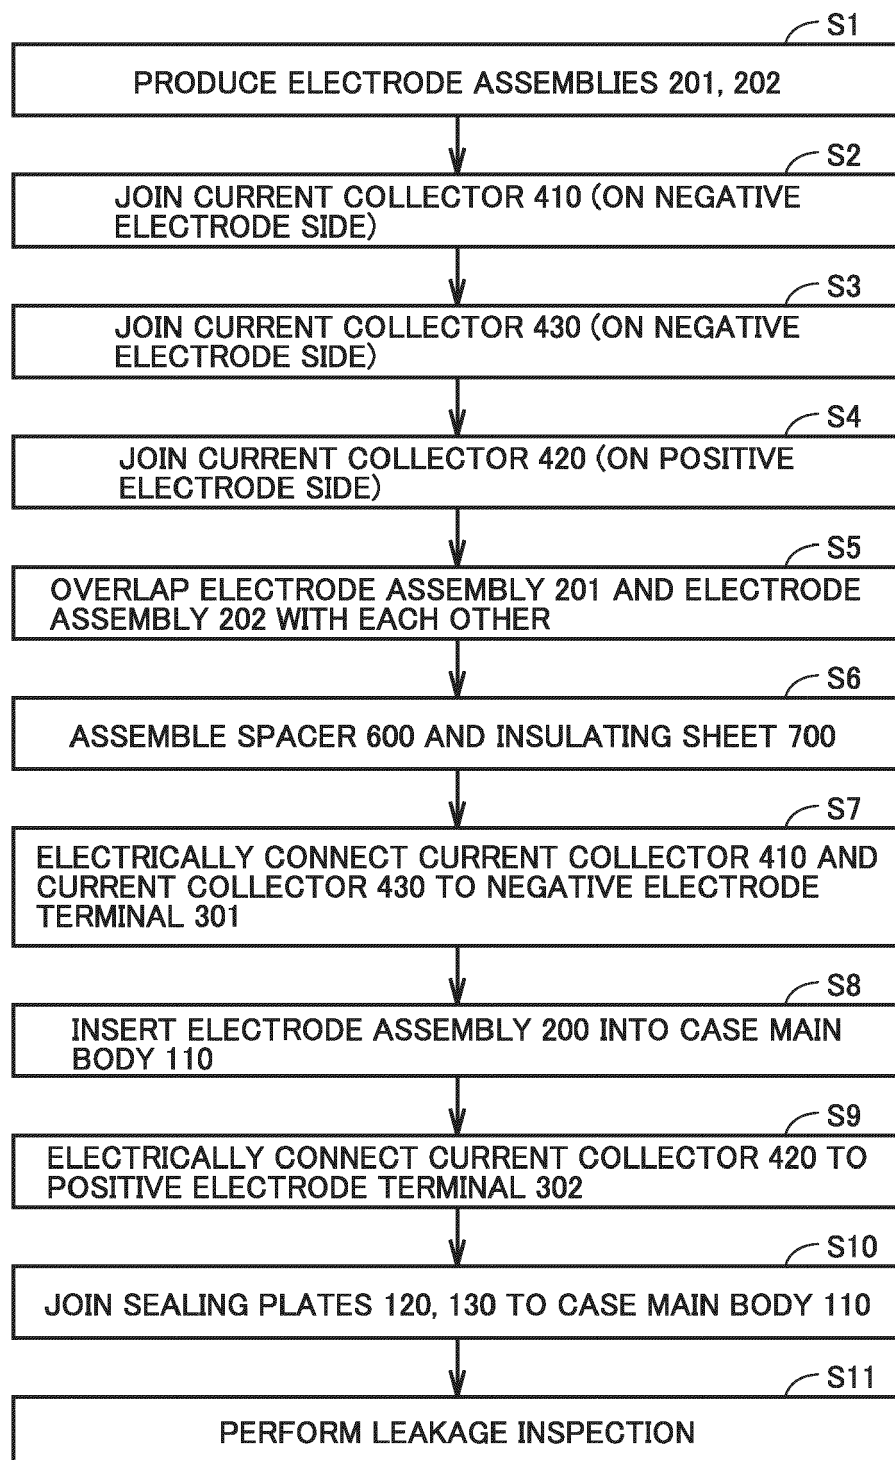 S1
PRODUCE ELECTRODE ASSEMBLIES 201, 202
S2
JOIN CURRENT COLLECTOR 410 (ON NEGATIVE
ELECTRODE SIDE)
S3
JOIN CURRENT COLLECTOR 430 (ON NEGATIVE
ELECTRODE SIDE)
S4
JOIN CURRENT COLLECTOR 420 (ON POSITIVE
ELECTRODE SIDE)
S5
OVERLAP ELECTRODE ASSEMBLY 201 AND ELECTRODE
ASSEMBLY 202 WITH EACH OTHER
S6
ASSEMBLE SPACER 600 AND INSULATING SHEET 700
S7
ELECTRICALLY CONNECT CURRENT COLLECTOR 410 AND
CURRENT COLLECTOR 430 TO NEGATIVE ELECTRODE
TERMINAL 301
S8
INSERT ELECTRODE ASSEMBLY 200 INTO CASE MAIN
BODY 110
S9
ELECTRICALLY CONNECT CURRENT COLLECTOR 420 TO
POSITIVE ELECTRODE TERMINAL 302
S10
JOIN SEALING PLATES 120, 130 TO CASE MAIN BODY 110
S11
PERFORM LEAKAGE INSPECTION